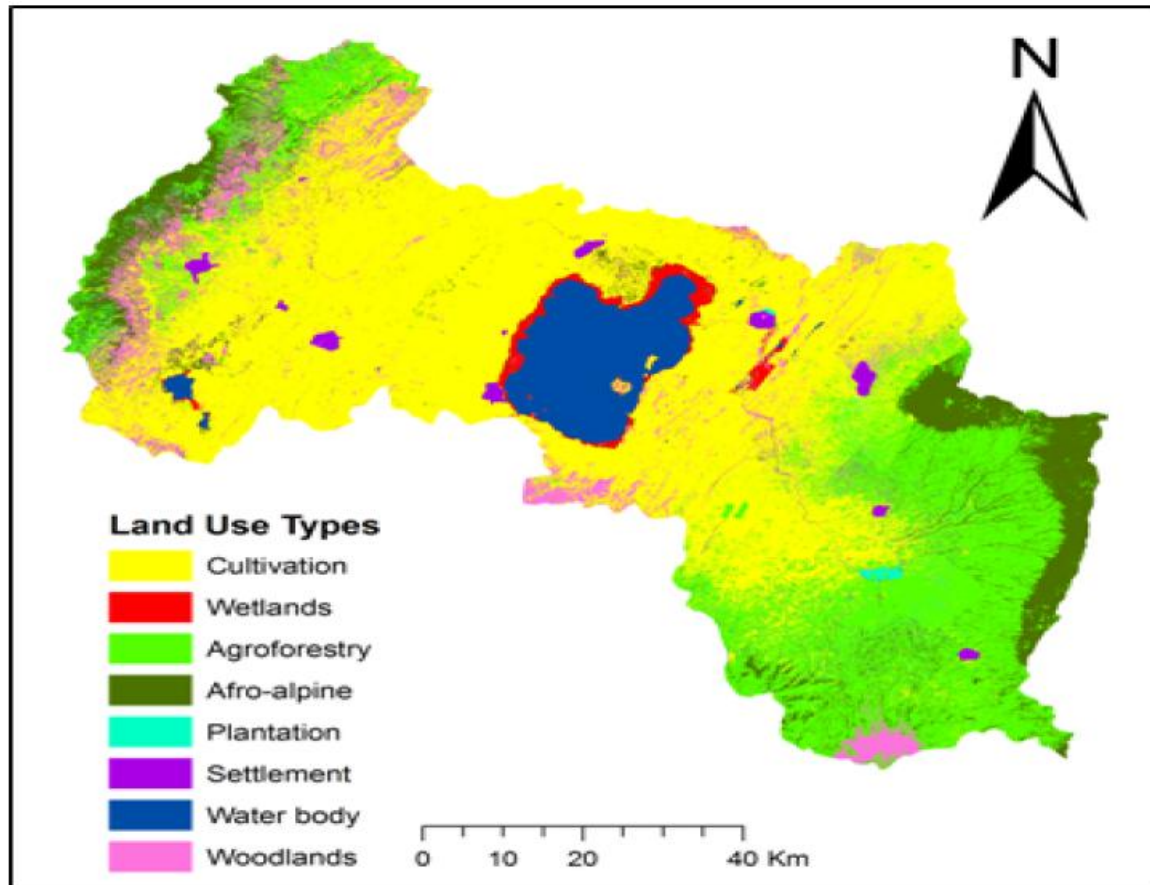 N
Land Use Types
Cultivation
Wetlands
Agroforestry
Afro-alpine
Plantation
Settlement
Water body
Woodlands
0 10 20 40 Km